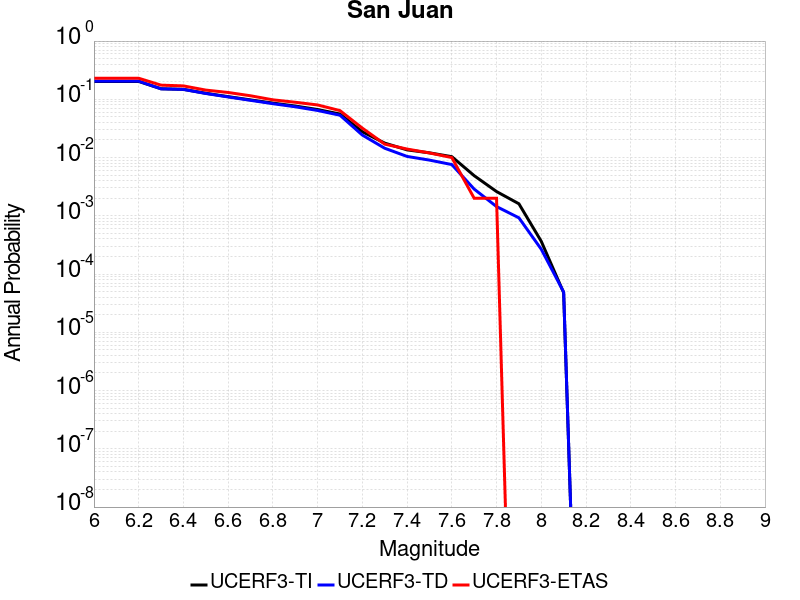 San Juan
10^0
10^-1
10^-2
10^-3
10^-4
10^-5
10^-6
10^-7
10^-8
Annual Probability
6 6.2 6.4 6.6 6.8 7 7.2 7.4 7.6 7.8 8 8.2 8.4 8.6 8.8 9
Magnitude
UCERF3-TI UCERF3-TD UCERF3-ETAS